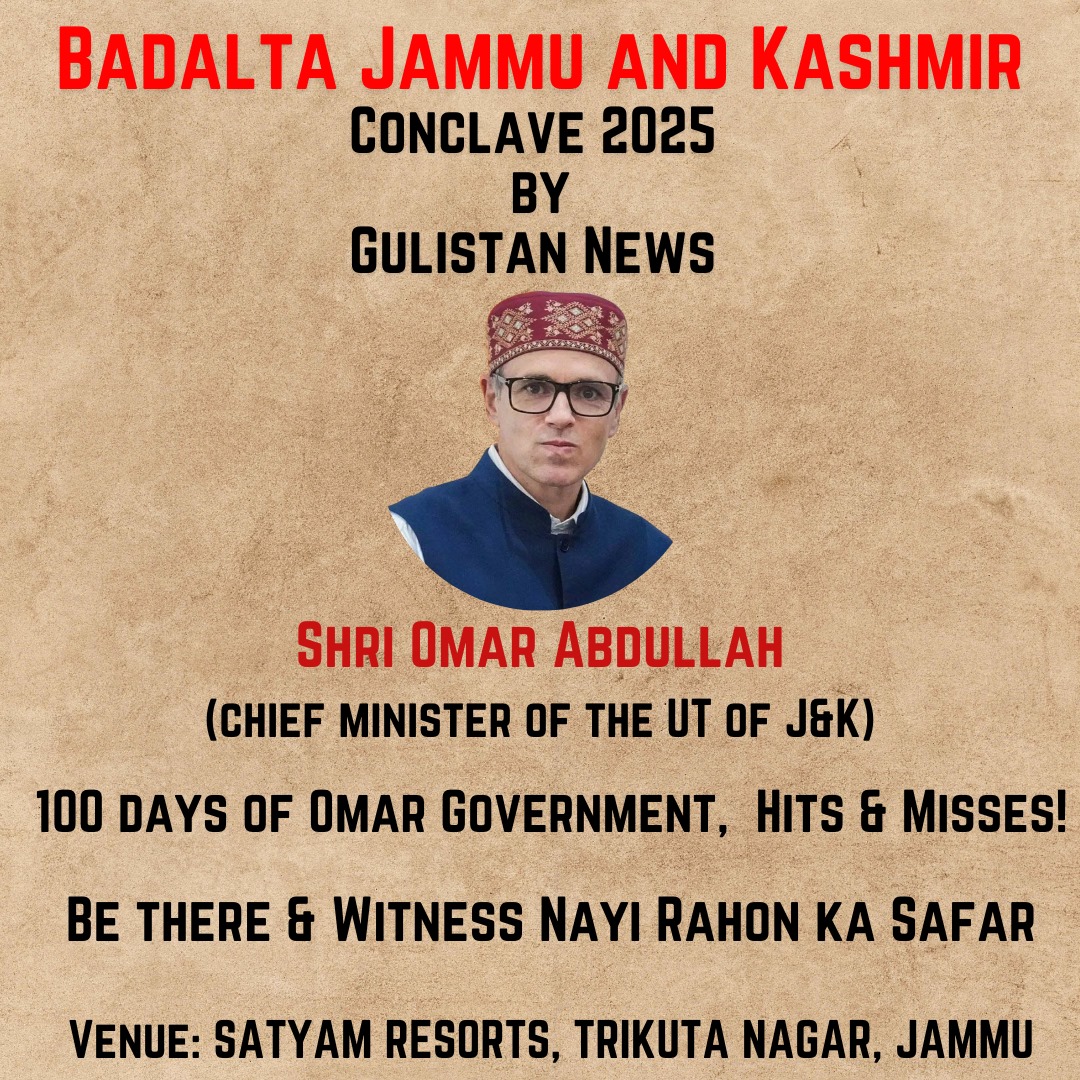 Badalta Jammu and Kashmir
Conclave 2025
by
Gulistan News
Shri Omar Abdullah
(chief minister of the UT of J&K)
100 days of Omar Government, Hits & Misses!
Be there & Witness Nayi Rahon ka Safar
Venue: SATYAM RESORTS, TRIKUTA NAGAR, JAMMU